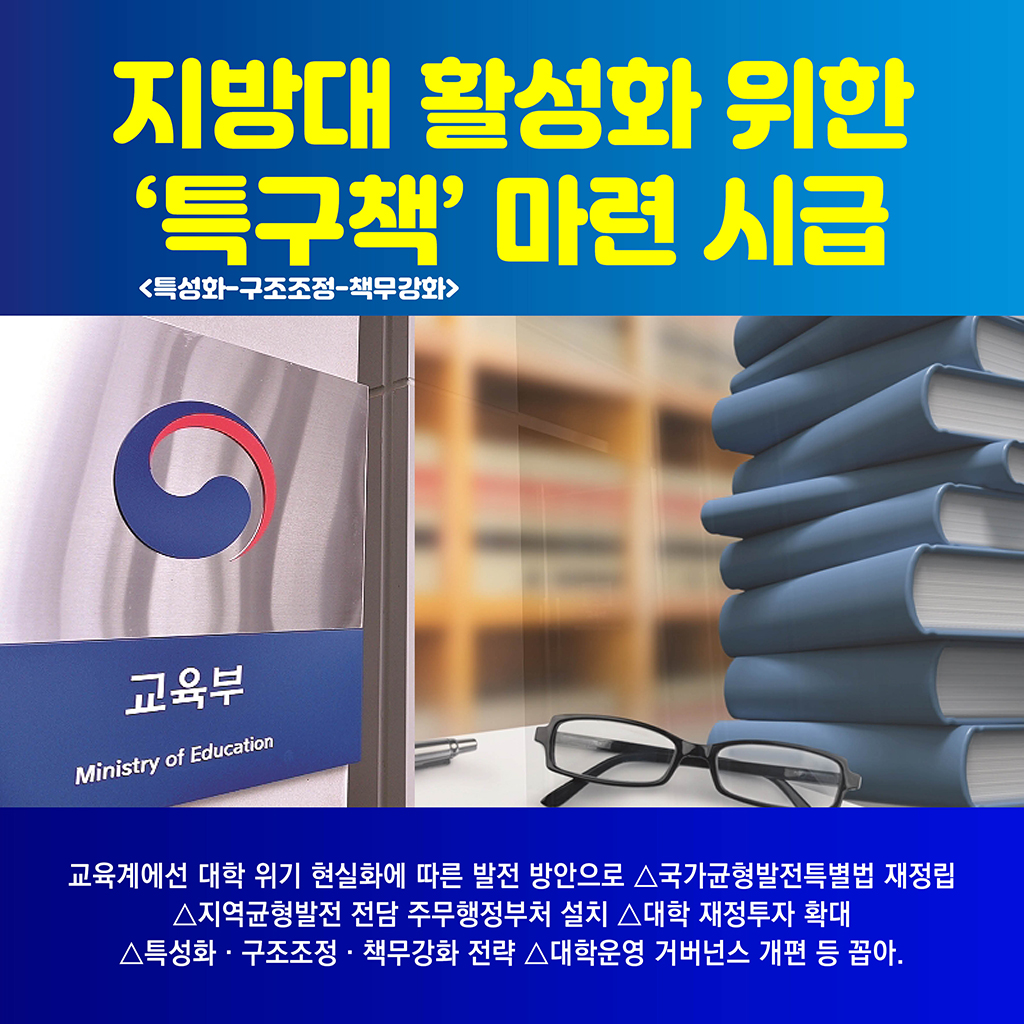 지방대 활성화 위한
‘특구책’ 마련 시급
<특성화-구조조정-책무강화>
교육부
Ministry of Education
교육계에선 대학 위기 현실화에 따른 발전 방안으로 △국가균형발전특별법 재정립
△지역균형발전 전담 주무행정부처 설치 △대학 재정투자 확대
△특성화 · 구조조정 · 책무강화 전략 △대학운영 거버넌스 개편 등 꼽아.